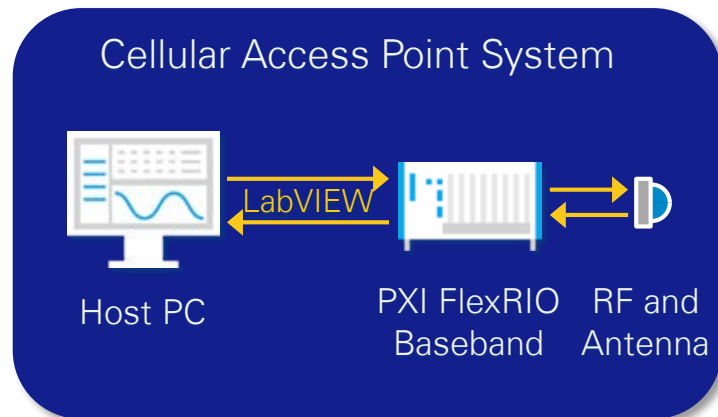 Cellular Access Point System
LabVIEW
Host PC
PXI FlexRIO
Baseband
RF and
Antenna